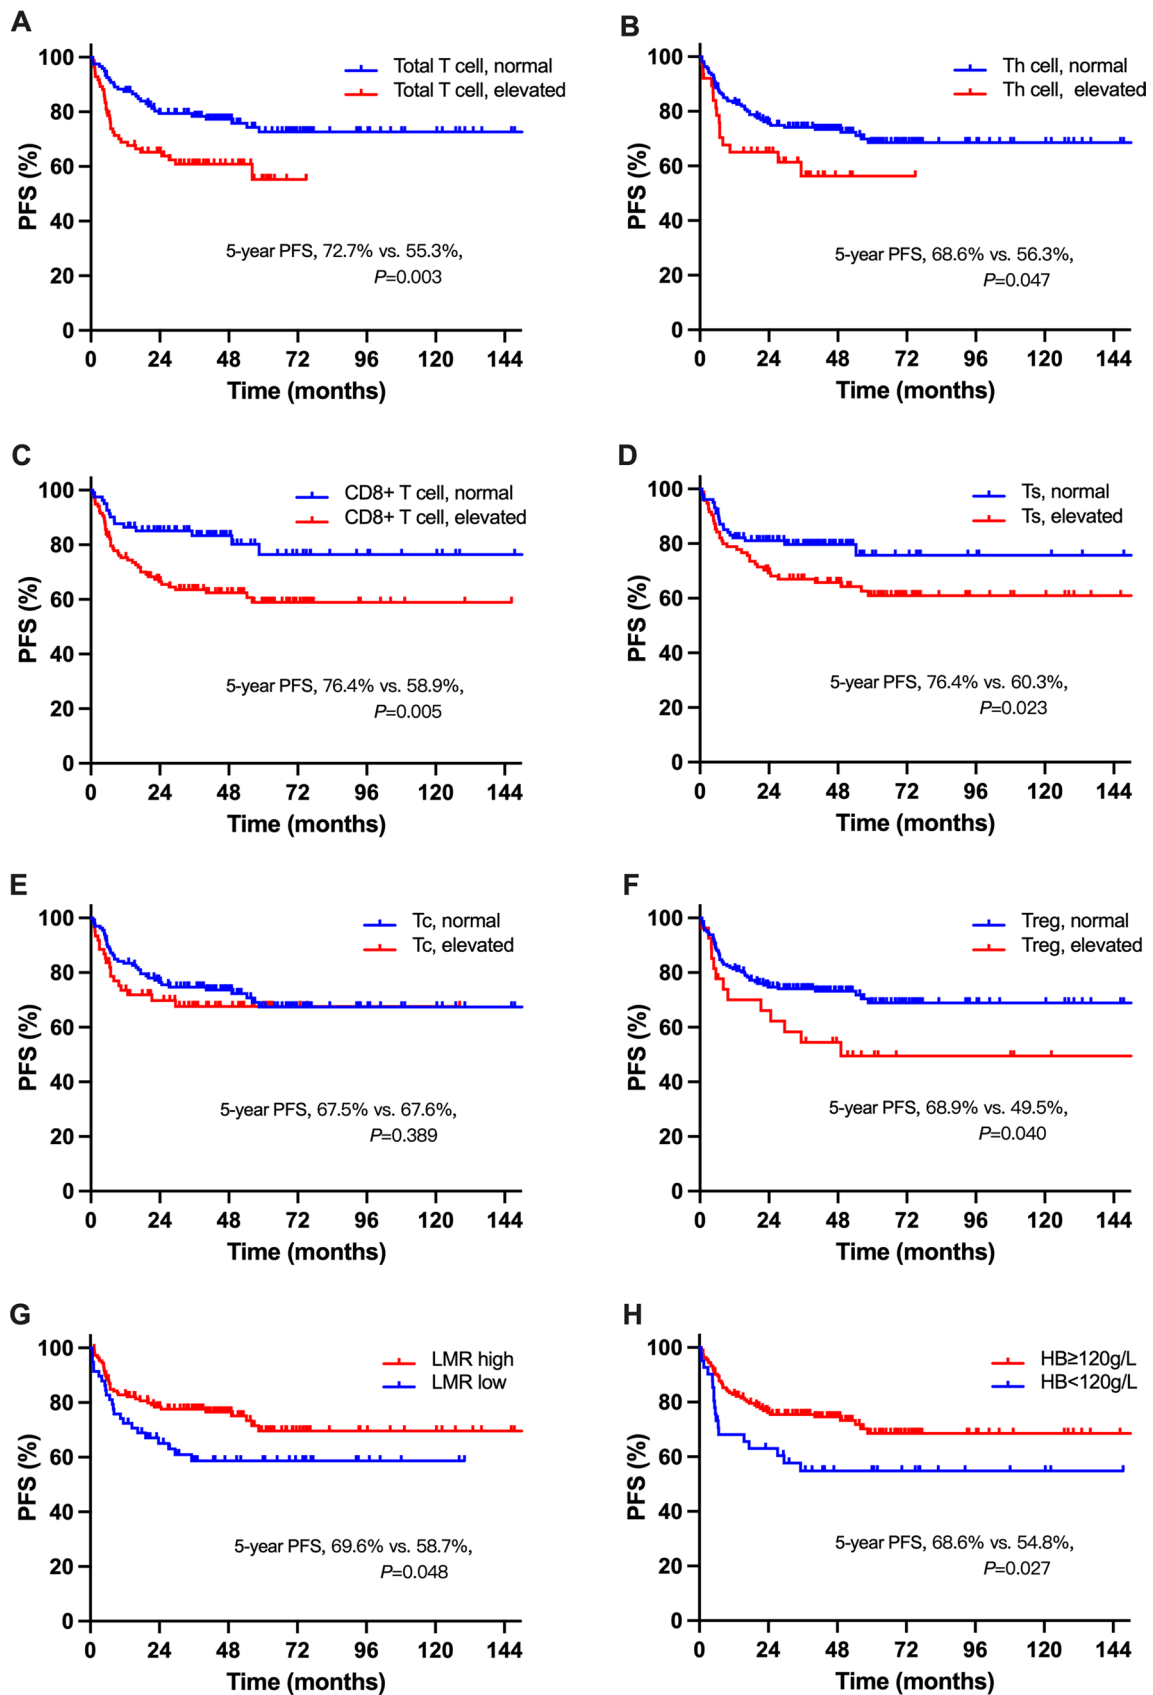 A
100
80
60
40
20
0
PFS (%)
Total T cell, normal
Total T cell, elevated
5-year PFS, 72.7% vs. 55.3%,
P=0.003
0 24 48 72 96 120 144
Time (months)
B
100
80
60
40
20
0
PFS (%)
Th cell, normal
Th cell, elevated
5-year PFS, 68.6% vs. 56.3%,
P=0.047
0 24 48 72 96 120 144
Time (months)
C
100
80
60
40
20
0
PFS (%)
CD8+ T cell, normal
CD8+ T cell, elevated
5-year PFS, 76.4% vs. 58.9%,
P=0.005
0 24 48 72 96 120 144
Time (months)
D
100
80
60
40
20
0
PFS (%)
Ts, normal
Ts, elevated
5-year PFS, 76.4% vs. 60.3%,
P=0.023
0 24 48 72 96 120 144
Time (months)
E
100
80
60
40
20
0
PFS (%)
Tc, normal
Tc, elevated
5-year PFS, 67.5% vs. 67.6%,
P=0.389
0 24 48 72 96 120 144
Time (months)
F
100
80
60
40
20
0
PFS (%)
Treg, normal
Treg, elevated
5-year PFS, 68.9% vs. 49.5%,
P=0.040
0 24 48 72 96 120 144
Time (months)
G
100
80
60
40
20
0
PFS (%)
LMR high
LMR low
5-year PFS, 69.6% vs. 58.7%,
P=0.048
0 24 48 72 96 120 144
Time (months)
H
100
80
60
40
20
0
PFS (%)
HB≥120g/L
HB<120g/L
5-year PFS, 68.6% vs. 54.8%,
P=0.027
0 24 48 72 96 120 144
Time (months)